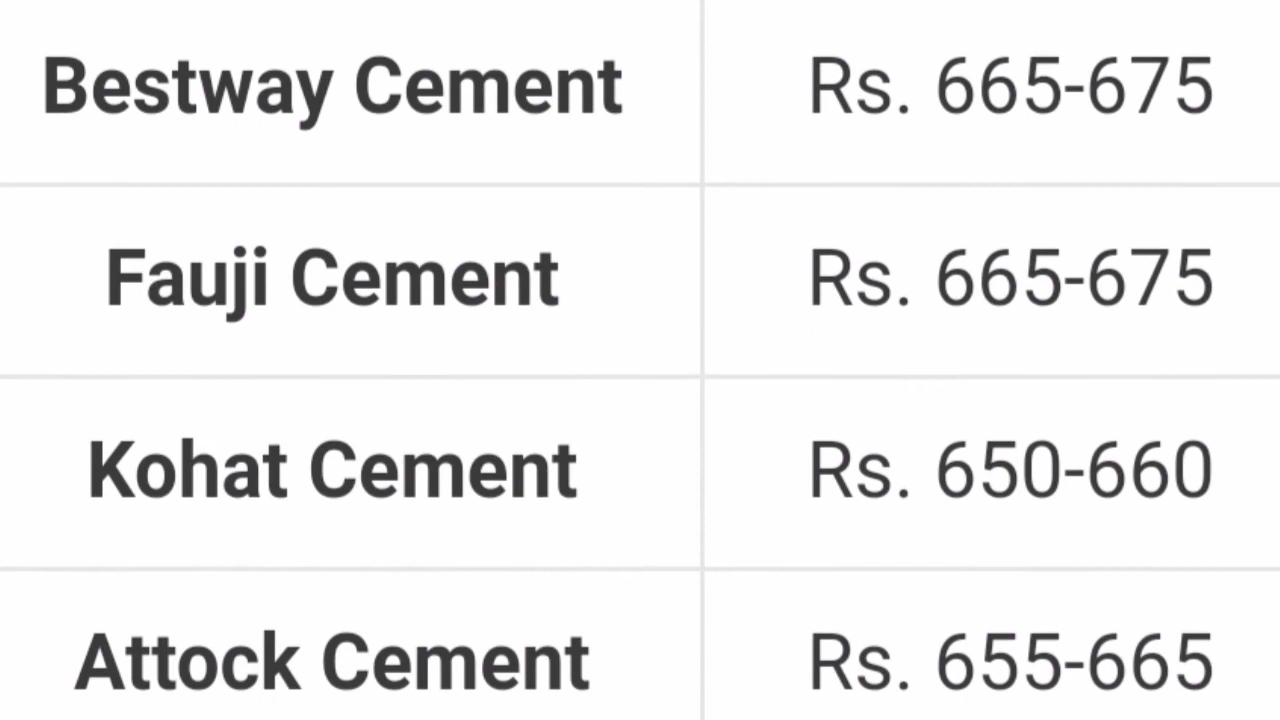 Bestway Cement Rs. 665-675
Fauji Cement Rs. 665-675
Kohat Cement Rs. 650-660
Attock Cement Rs. 655-665